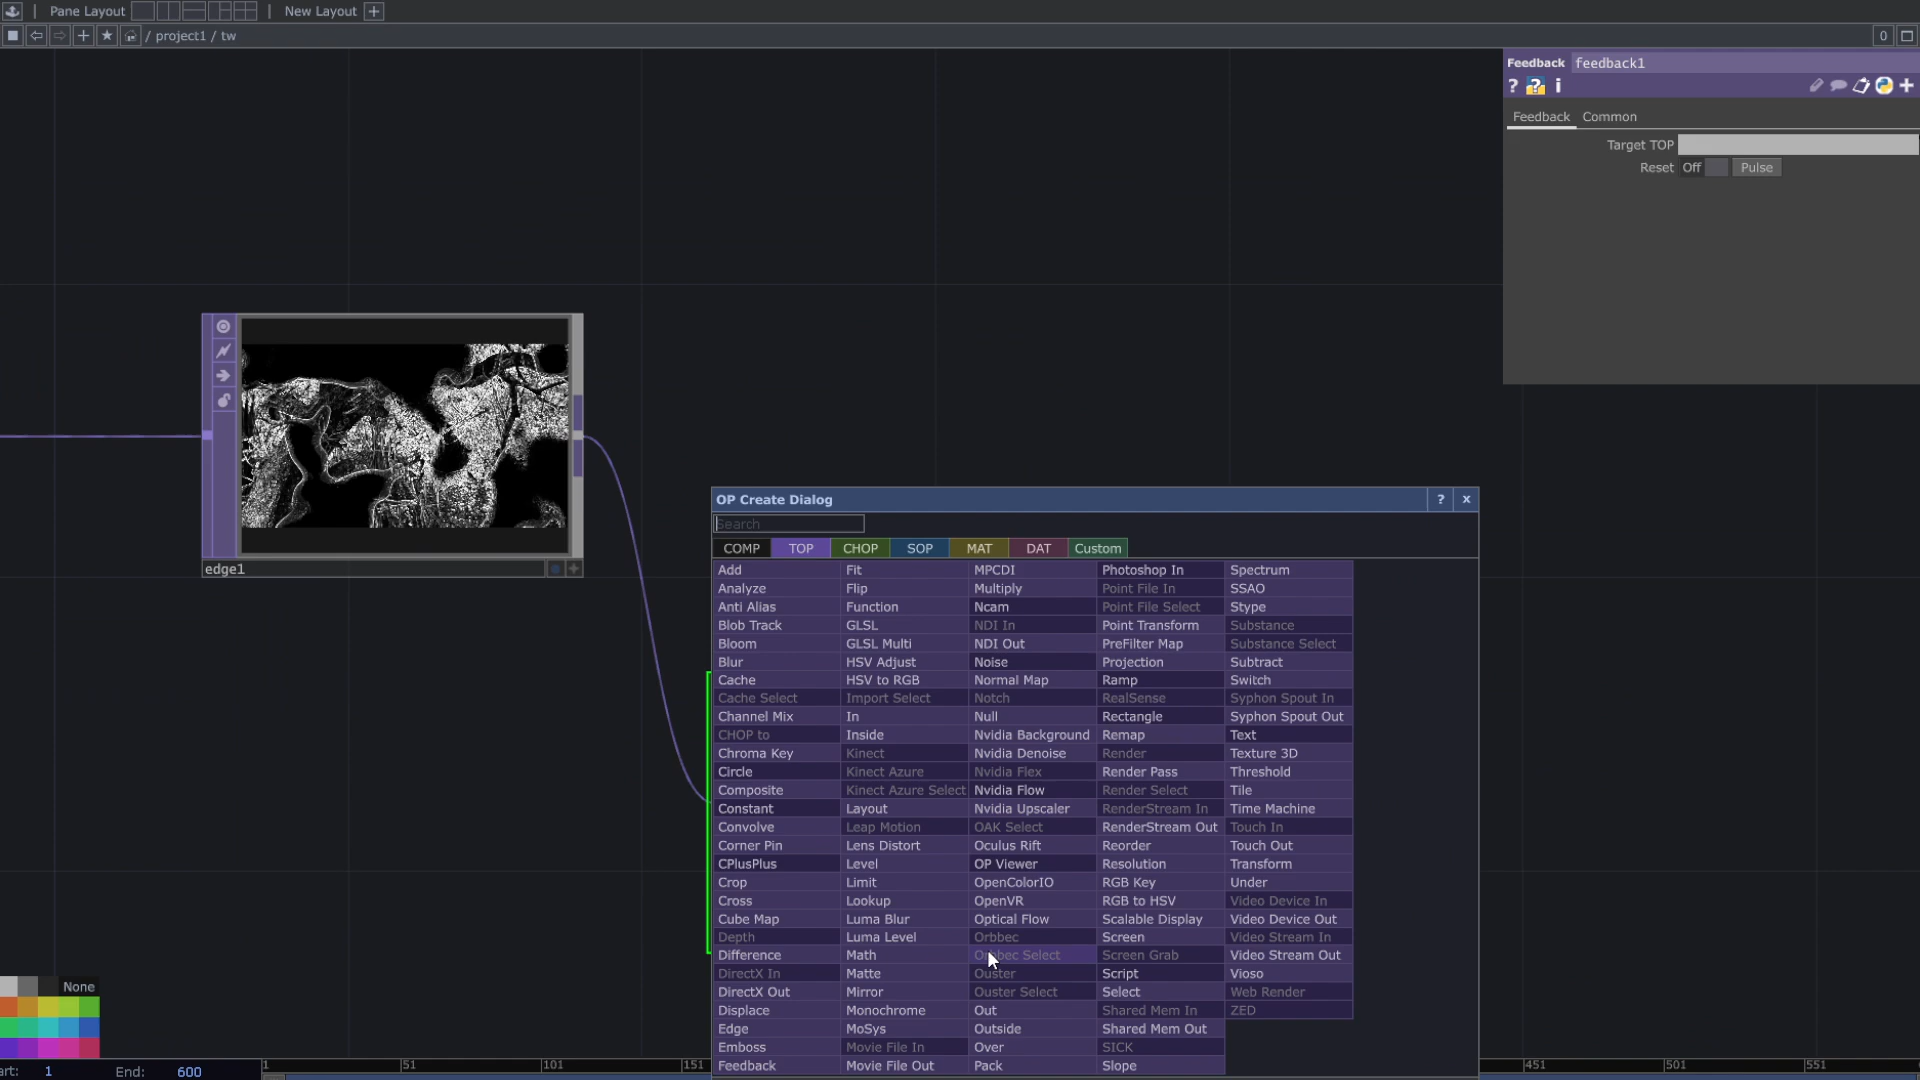 Pane Layout
New Layout
/ project1 / tw
0
Feedback feedback1
Feedback Common
Target TOP
Reset Off Pulse
edge1
OP Create Dialog
Search
COMP TOP CHOP SOP MAT DAT Custom
Add Fit MPCDI Photoshop In Spectrum
Analyze Flip Multiply Point File In SSAO
Anti Alias Function Ncam Point File Select Stype
Blob Track GLSL NDI In Point Transform Substance
Bloom GLSL Multi NDI Out PreFilter Map Substance Select
Blur HSV Adjust Noise Projection Subtract
Cache HSV to RGB Normal Map Ramp Switch
Cache Select Import Select Notch RealSense Syphon Spout In
Channel Mix In Null Rectangle Syphon Spout Out
CHOP to Inside Nvidia Background Remap Text
Chroma Key Kinect Nvidia Denoise Render Texture 3D
Circle Kinect Azure Nvidia Flex Render Pass Threshold
Composite Kinect Azure Select Nvidia Flow Render Select Tile
Constant Layout Nvidia Upscaler RenderStream In Time Machine
Convolve Leap Motion OAK Select RenderStream Out Touch In
Corner Pin Lens Distort Oculus Rift Reorder Touch Out
CPlusPlus Level OP Viewer Resolution Transform
Crop Limit OpenColorIO RGB Key Under
Cross Lookup OpenVR RGB to HSV Video Device In
Cube Map Luma Blur Optical Flow Scalable Display Video Device Out
Depth Luma Level Orbbec Screen Video Stream In
Difference Math Orbbec Select Screen Grab Video Stream Out
DirectX In Matte Ouster Script Vioso
DirectX Out Mirror Ouster Select Select Web Render
Displace Monochrome Out Shared Mem In ZED
Edge MoSys Outside Shared Mem Out
Emboss Movie File In Over SICK
Feedback Movie File Out Pack Slope
None
1 51 101 151 451 501 551
art: 1 End: 600